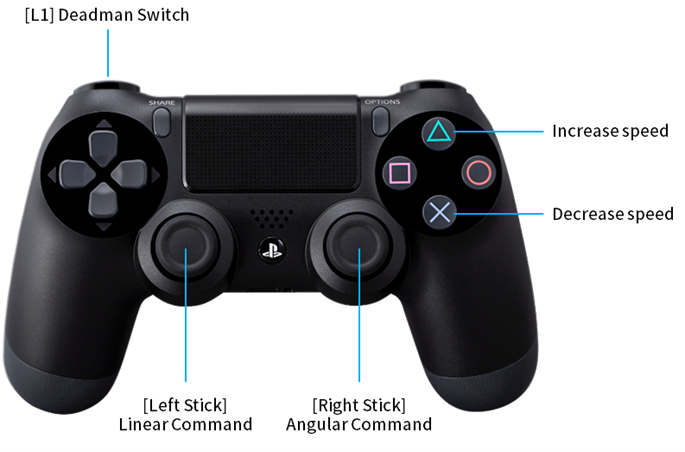 [L1] Deadman Switch
SHARE
OPTIONS
Increase speed
Decrease speed
[Left Stick]
Linear Command
[Right Stick]
Angular Command